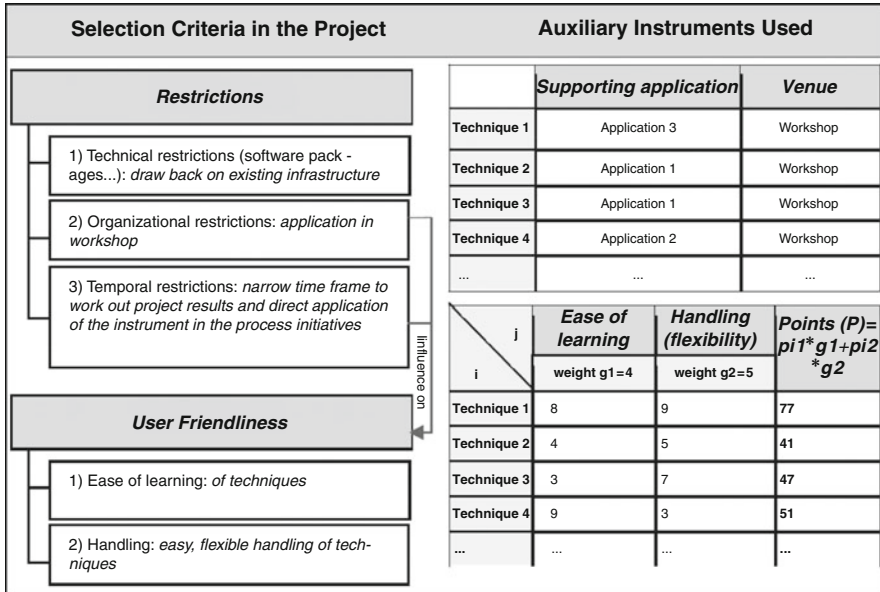 Selection Criteria in the Project
Auxiliary Instruments Used
Restrictions
1) Technical restrictions (software pack -
ages...): draw back on existing infrastructure
2) Organizational restrictions: application in
workshop
3) Temporal restrictions: narrow time frame to
work out project results and direct application
of the instrument in the process initiatives
Iinfluence on
User Friendliness
1) Ease of learning: of techniques
2) Handling: easy, flexible handling of tech-
niques
Supporting application Venue
Technique 1 Application 3 Workshop
Technique 2 Application 1 Workshop
Technique 3 Application 1 Workshop
Technique 4 Application 2 Workshop
... ... ...
j
i
Ease of
learning
Handling
(flexibility)
Points (P)=
pi1*g1+pi2
*g2
weight g1=4 weight g2=5
Technique 1 8 9 77
Technique 2 4 5 41
Technique 3 3 7 47
Technique 4 9 3 51
... ... ... ...